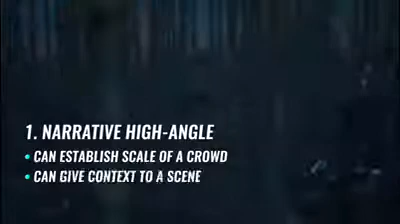 1. NARRATIVE HIGH-ANGLE
• CAN ESTABLISH SCALE OF A CROWD
• CAN GIVE CONTEXT TO A SCENE